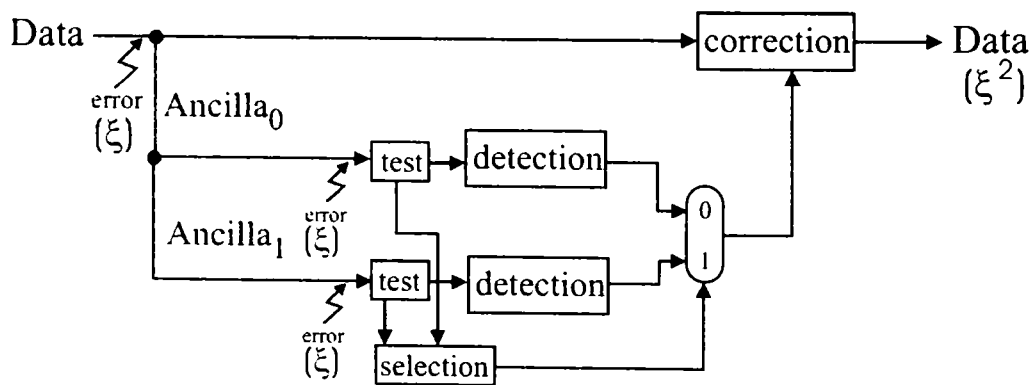 Data
error
(ξ)
Ancilla₀
correction
Data
(ξ²)
error
(ξ)
test
detection
0
1
Ancilla₁
error
(ξ)
test
detection
selection